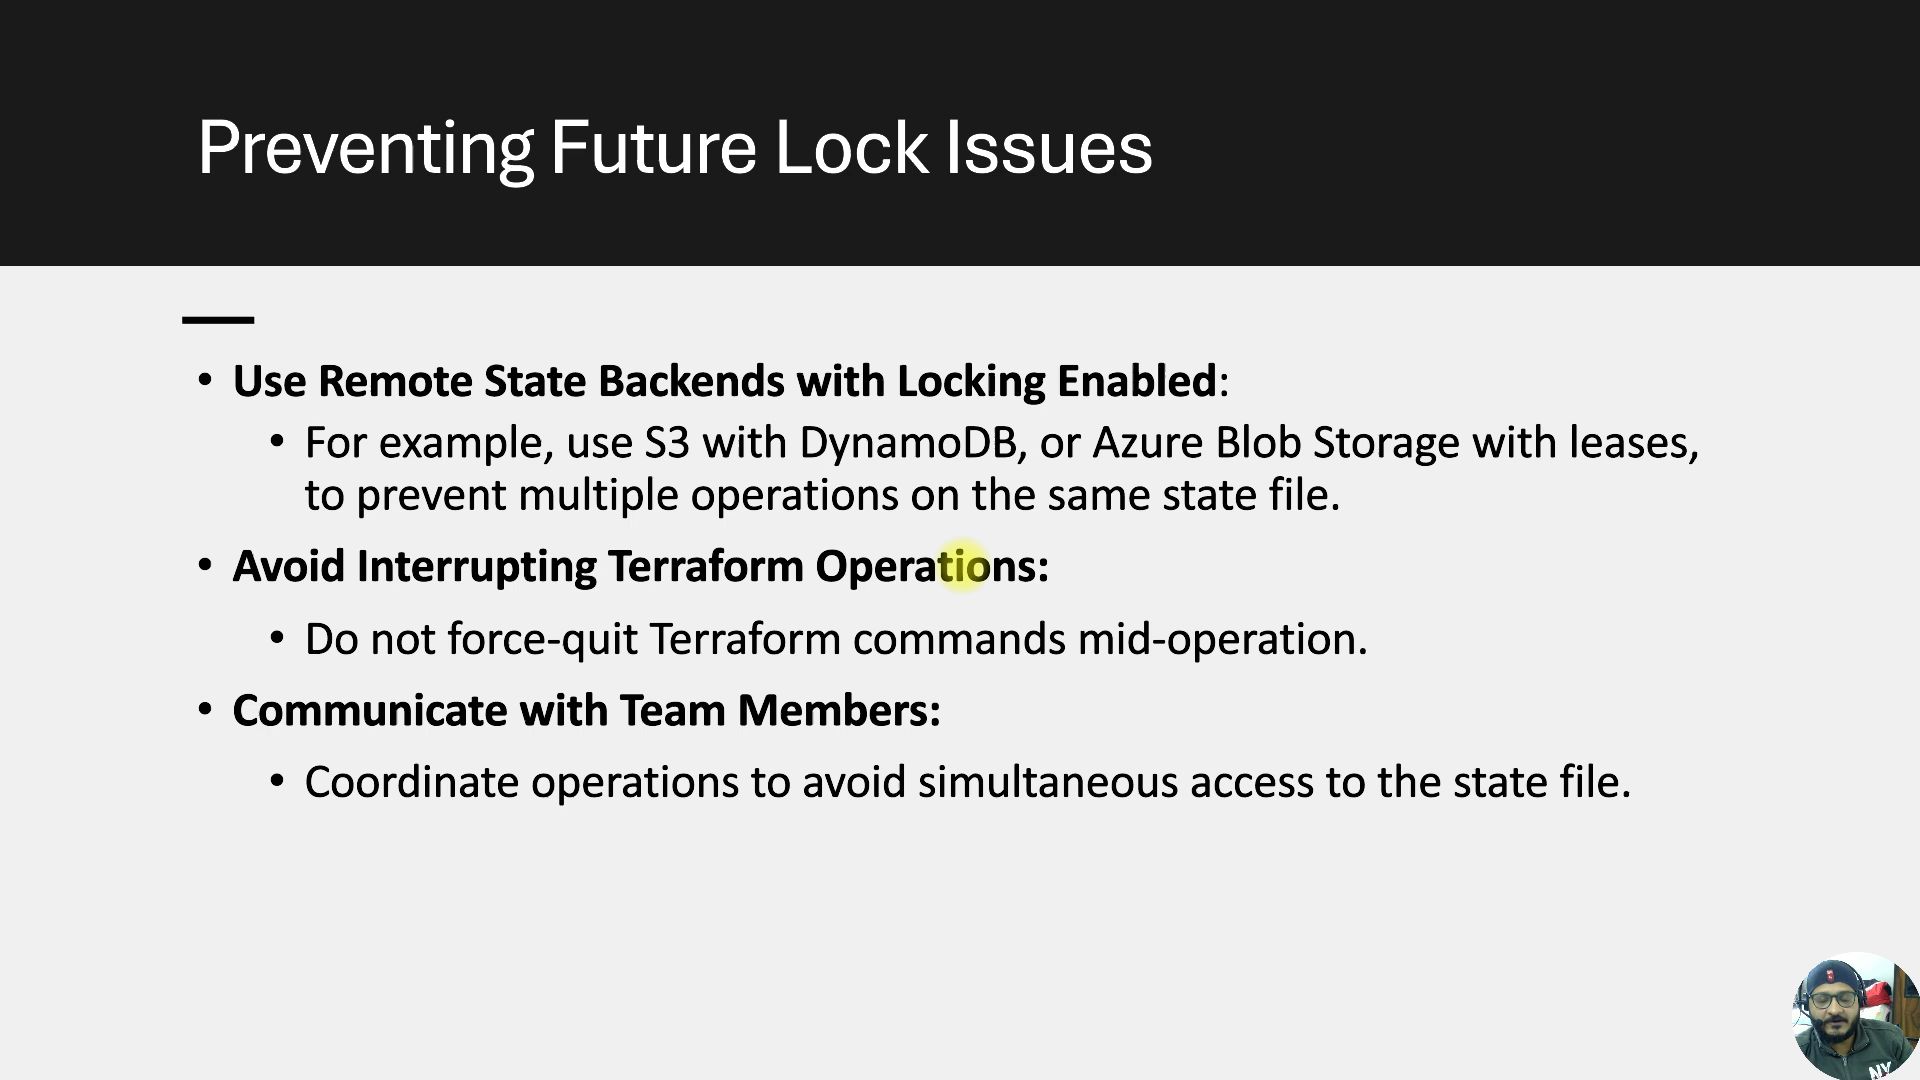 Preventing Future Lock Issues
• Use Remote State Backends with Locking Enabled:
• For example, use S3 with DynamoDB, or Azure Blob Storage with leases,
to prevent multiple operations on the same state file.
• Avoid Interrupting Terraform Operations:
• Do not force-quit Terraform commands mid-operation.
• Communicate with Team Members:
• Coordinate operations to avoid simultaneous access to the state file.
NY